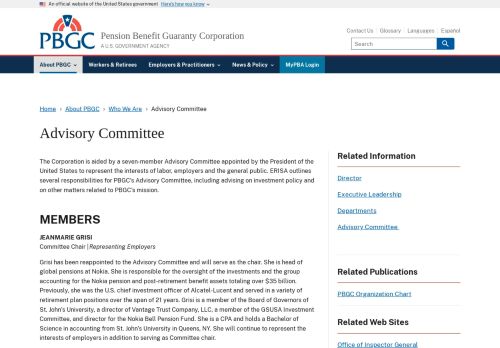 An official website of the United States government Here's how you know
PBGC
Pension Benefit Guaranty Corporation
A U.S. GOVERNMENT AGENCY
Contact Us Glossary Languages Español
Search
About PBGC Workers & Retirees Employers & Practitioners News & Policy MyPBA Login
Home About PBGC Who We Are Advisory Committee
Advisory Committee
The Corporation is aided by a seven-member Advisory Committee appointed by the President of the
United States to represent the interests of labor, employers and the general public. ERISA outlines
several responsibilities for PBGC's Advisory Committee, including advising on investment policy and
on other matters related to PBGC's mission.
MEMBERS
JEANMARIE GRISI
Committee Chair | Representing Employers
Grisi has been reappointed to the Advisory Committee and will serve as the chair. She is head of
global pensions at Nokia. She is responsible for the oversight of the investments and the group
accounting for the Nokia pension and post-retirement benefit assets totaling over $35 billion.
Previously, she was the U.S. chief investment officer of Alcatel-Lucent and served in a variety of
retirement plan positions over the span of 21 years. Grisi is a member of the Board of Governors of
St. John's University, a director of Vantage Trust Company, LLC, a member of the GSUSA Investment
Committee, and director for the Nokia Bell Pension Fund. She is a CPA and holds a Bachelor of
Science in accounting from St. John's University in Queens, NY. She will continue to represent the
interests of employers in addition to serving as Committee chair.
Related Information
Director
Executive Leadership
Departments
Advisory Committee
Related Publications
PBGC Organization Chart
Related Web Sites
Office of Inspector General